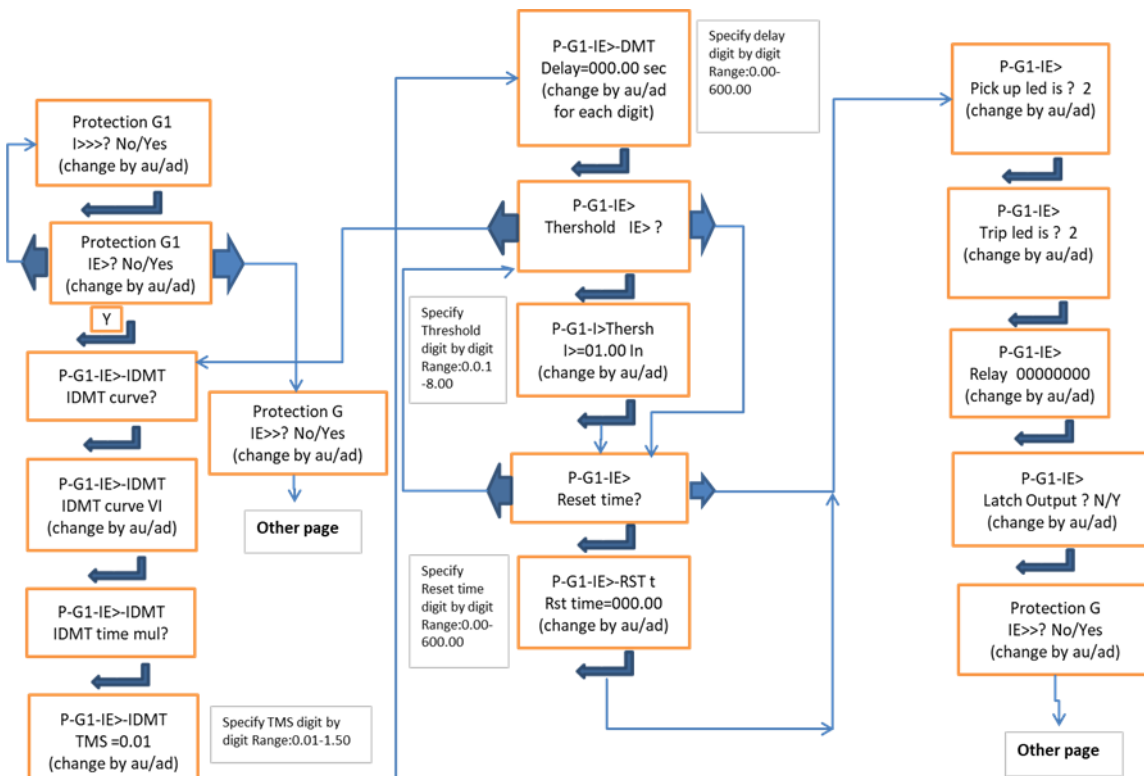 Protection G1
I>>>? No/Yes
(change by au/ad)
Protection G1
IE>? No/Yes
(change by au/ad)
Y
P-G1-IE>-IDMT
IDMT curve?
P-G1-IE>-IDMT
IDMT curve VI
(change by au/ad)
P-G1-IE>-IDMT
IDMT time mul?
P-G1-IE>-IDMT
TMS =0.01
(change by au/ad)
Specify TMS digit by
digit Range:0.01-1.50
Protection G
IE>>? No/Yes
(change by au/ad)
Other page
P-G1-IE>-DMT
Delay=000.00 sec
(change by au/ad
for each digit)
Specify delay
digit by digit
Range:0.00-
600.00
P-G1-IE>
Thershold IE> ?
Specify
Threshold
digit by digit
Range:0.0.1
-8.00
P-G1-I>Thersh
I>=01.00 In
(change by au/ad)
P-G1-IE>
Reset time?
Specify
Reset time
digit by digit
Range:0.00-
600.00
P-G1-IE>-RST t
Rst time=000.00
(change by au/ad)
P-G1-IE>
Pick up led is ? 2
(change by au/ad)
P-G1-IE>
Trip led is ? 2
(change by au/ad)
P-G1-IE>
Relay 00000000
(change by au/ad)
P-G1-IE>
Latch Output ? N/Y
(change by au/ad)
Protection G
IE>>? No/Yes
(change by au/ad)
Other page